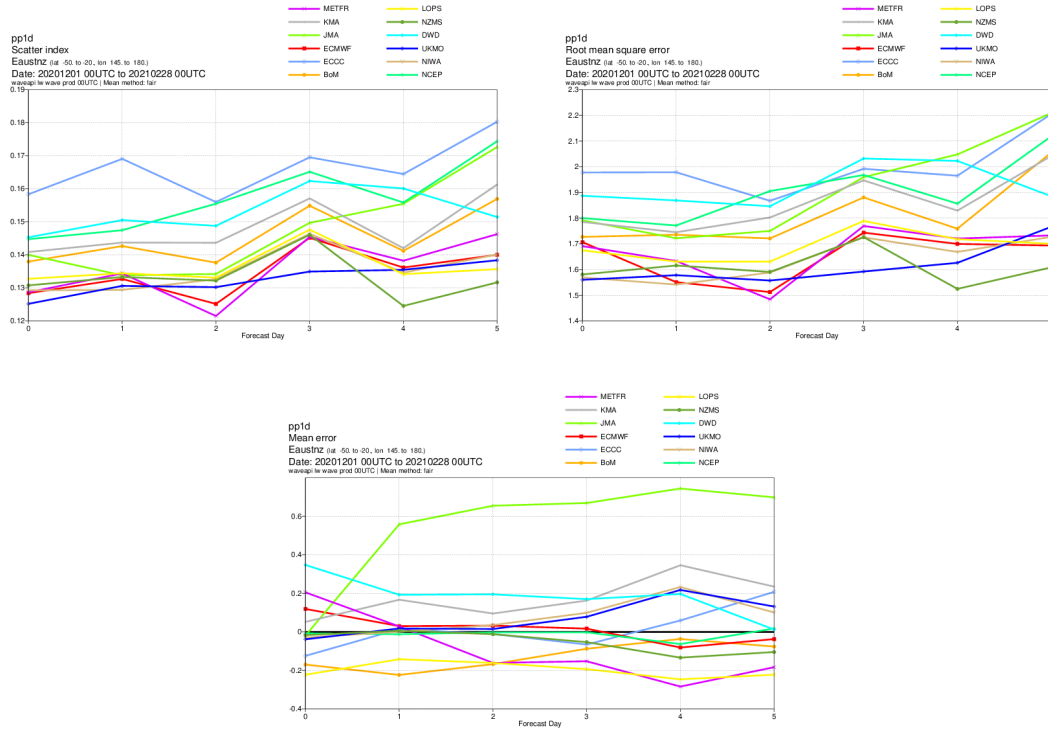 METFR LOPS
KMA NZMS
JMA DWD
ECMWF UKMO
ECCC NIWA
BoM NCEP
pp1d
Scatter index
Eaustnz (lat -50. to -20., lon 145. to 180.)
Date: 20201201 00UTC to 20210228 00UTC
waveapi lw wave prod 00UTC | Mean method: fair
0.19
0.18
0.17
0.16
0.15
0.14
0.13
0.12
0 1 2 3 4 5
Forecast Day
METFR LOPS
KMA NZMS
JMA DWD
ECMWF UKMO
ECCC NIWA
BoM NCEP
pp1d
Root mean square error
Eaustnz (lat -50. to -20., lon 145. to 180.)
Date: 20201201 00UTC to 20210228 00UTC
waveapi lw wave prod 00UTC | Mean method: fair
2.3
2.2
2.1
2
1.9
1.8
1.7
1.6
1.5
1.4
0 1 2 3 4
Forecast Day
METFR LOPS
KMA NZMS
JMA DWD
ECMWF UKMO
ECCC NIWA
BoM NCEP
pp1d
Mean error
Eaustnz (lat -50. to -20., lon 145. to 180.)
Date: 20201201 00UTC to 20210228 00UTC
waveapi lw wave prod 00UTC | Mean method: fair
0.6
0.4
0.2
0
-0.2
-0.4
0 1 2 3 4 5
Forecast Day